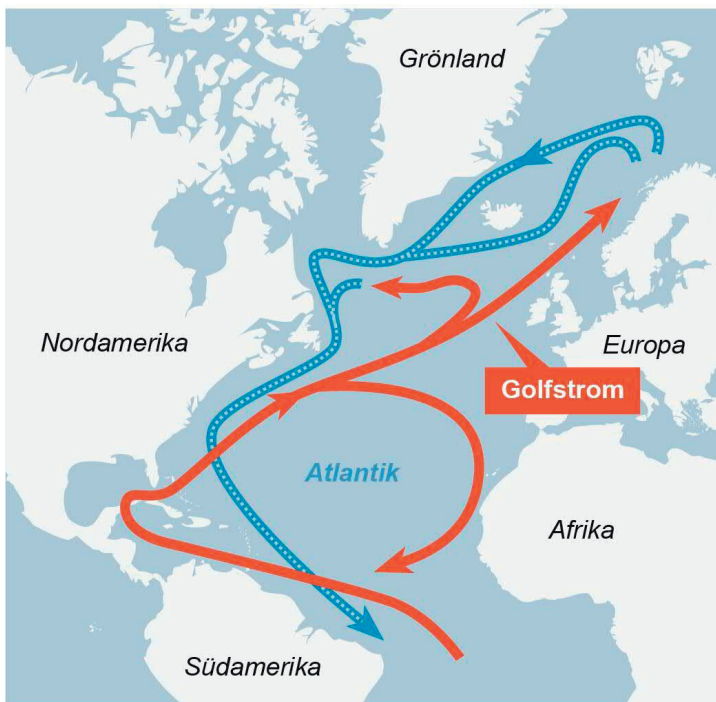 Grönland
Nordamerika
Europa
Golfstrom
Atlantik
Afrika
Südamerika